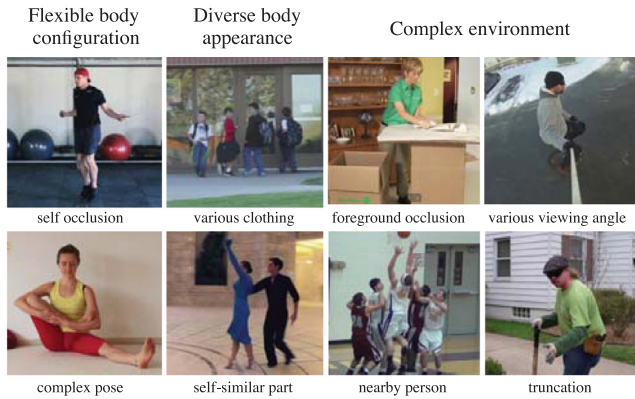 Flexible body
configuration
Diverse body
appearance
Complex environment
self occlusion
various clothing
foreground occlusion
various viewing angle
complex pose
self-similar part
nearby person
truncation